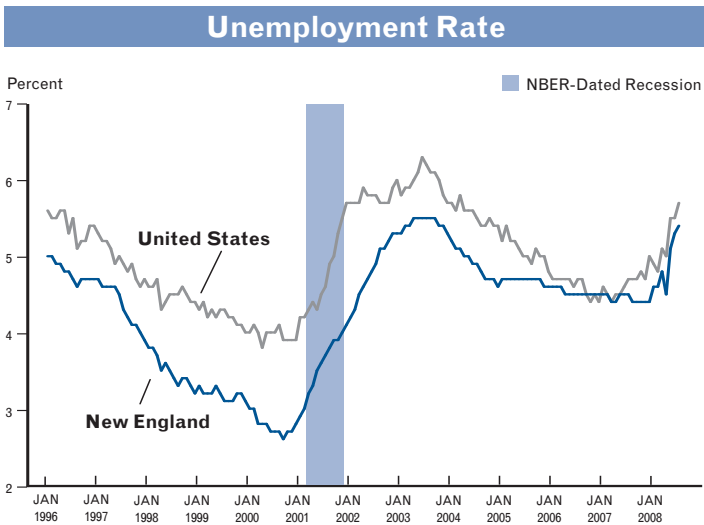 Unemployment Rate
Percent
NBER-Dated Recession
7
6
5
4
3
2
United States
New England
JAN JAN JAN JAN JAN JAN JAN JAN JAN JAN JAN JAN JAN
1996 1997 1998 1999 2000 2001 2002 2003 2004 2005 2006 2007 2008